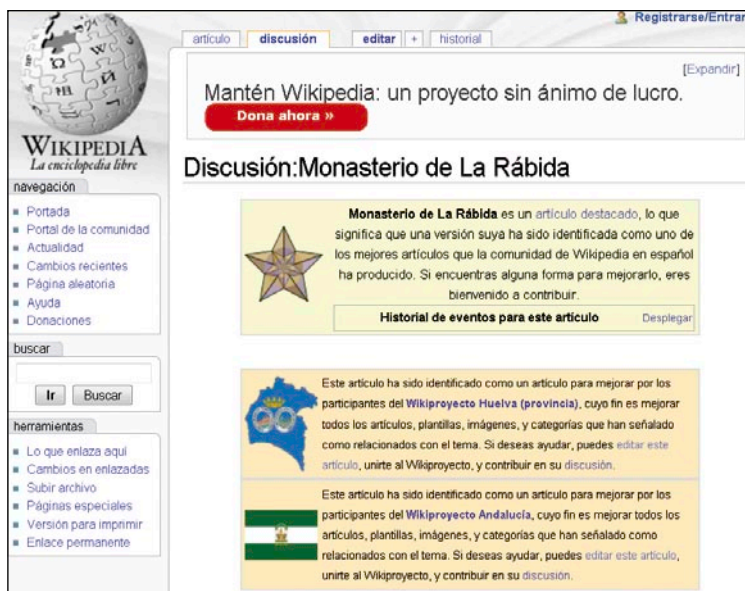 Registrarse/Entrar
artículo discusión editar + historial
[Expandir]
Mantén Wikipedia: un proyecto sin ánimo de lucro.
Dona ahora »
WIKIPEDIA
La enciclopedia libre
Discusión:Monasterio de La Rábida
navegación
Portada
Portal de la comunidad
Actualidad
Cambios recientes
Página aleatoria
Ayuda
Donaciones
buscar
Ir Buscar
herramientas
Lo que enlaza aquí
Cambios en enlazadas
Subir archivo
Páginas especiales
Versión para imprimir
Enlace permanente
Monasterio de La Rábida es un artículo destacado, lo que
significa que una versión suya ha sido identificada como uno de
los mejores artículos que la comunidad de Wikipedia en español
ha producido. Si encuentras alguna forma para mejorarlo, eres
bienvenido a contribuir.
Historial de eventos para este artículo Desplegar
Este artículo ha sido identificado como un artículo para mejorar por los
participantes del Wikiproyecto Huelva (provincia), cuyo fin es mejorar
todos los artículos, plantillas, imágenes, y categorías que han señalado
como relacionados con el tema. Si deseas ayudar, puedes editar este
artículo, unirte al Wikiproyecto, y contribuir en su discusión.
Este artículo ha sido identificado como un artículo para mejorar por los
participantes del Wikiproyecto Andalucía, cuyo fin es mejorar todos los
artículos, plantillas, imágenes, y categorías que han señalado como
relacionados con el tema. Si deseas ayudar, puedes editar este artículo,
unirte al Wikiproyecto, y contribuir en su discusión.